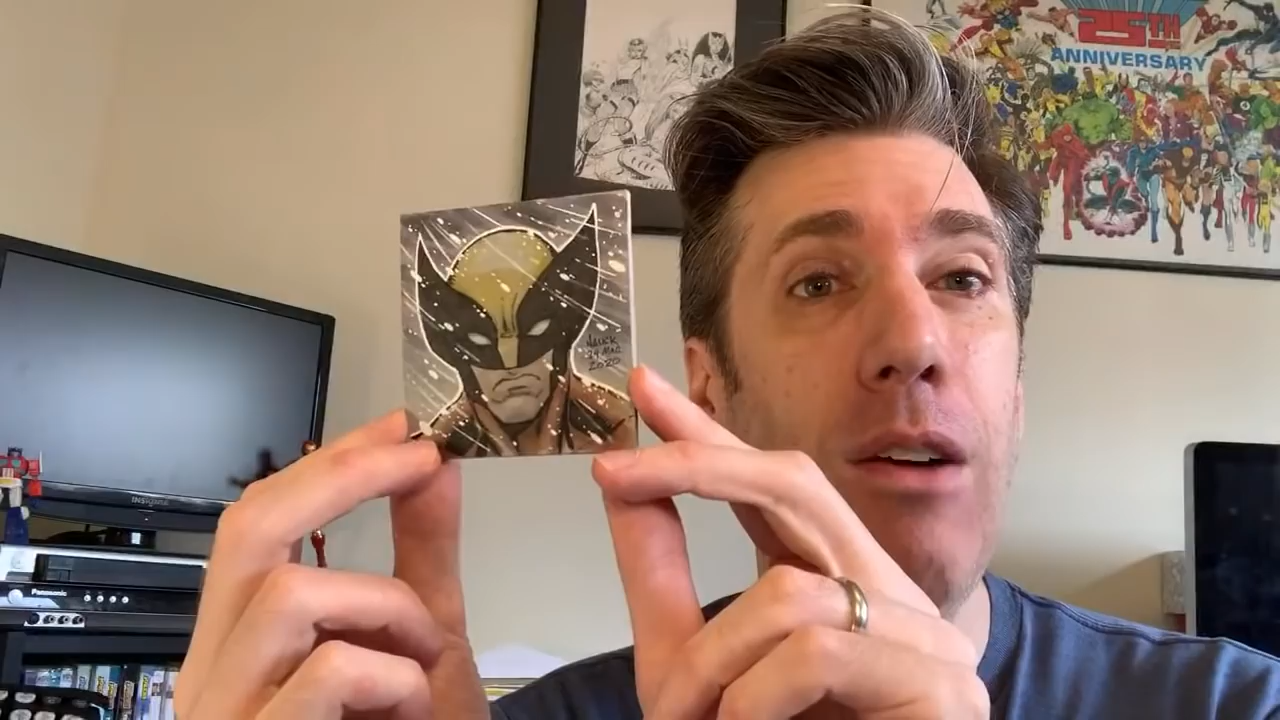 25TH
ANNIVERSARY
NAUCK
24 MAR
2020
INSIGNIA
Panasonic